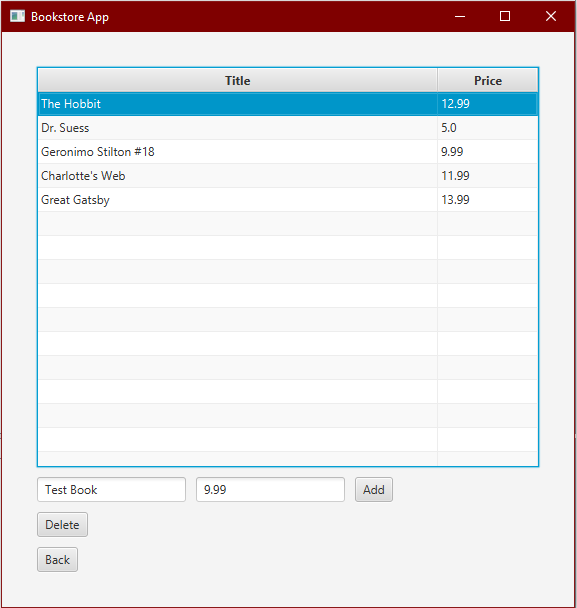 Bookstore App
Title Price
The Hobbit 12.99
Dr. Suess 5.0
Geronimo Stilton #18 9.99
Charlotte's Web 11.99
Great Gatsby 13.99
Test Book 9.99 Add
Delete
Back